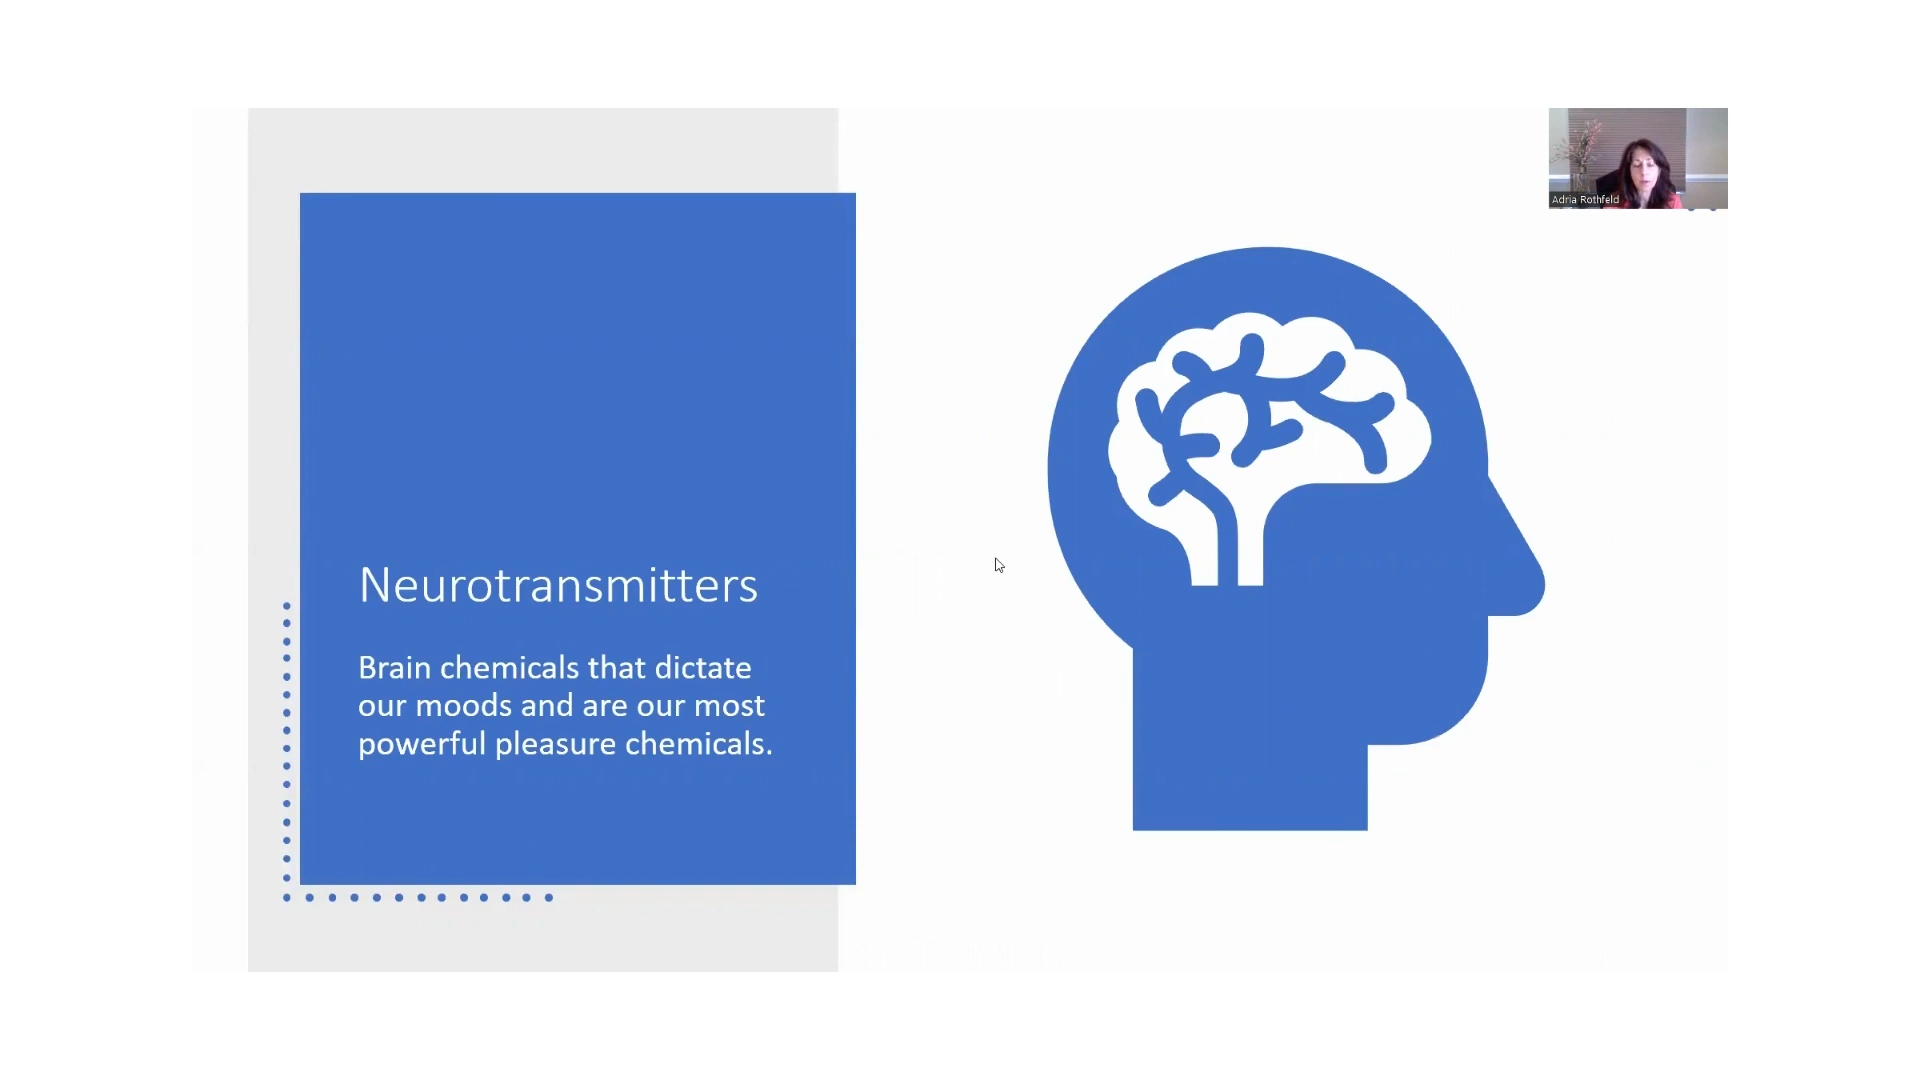 Adria Rothfeld
Neurotransmitters
Brain chemicals that dictate
our moods and are our most
powerful pleasure chemicals.